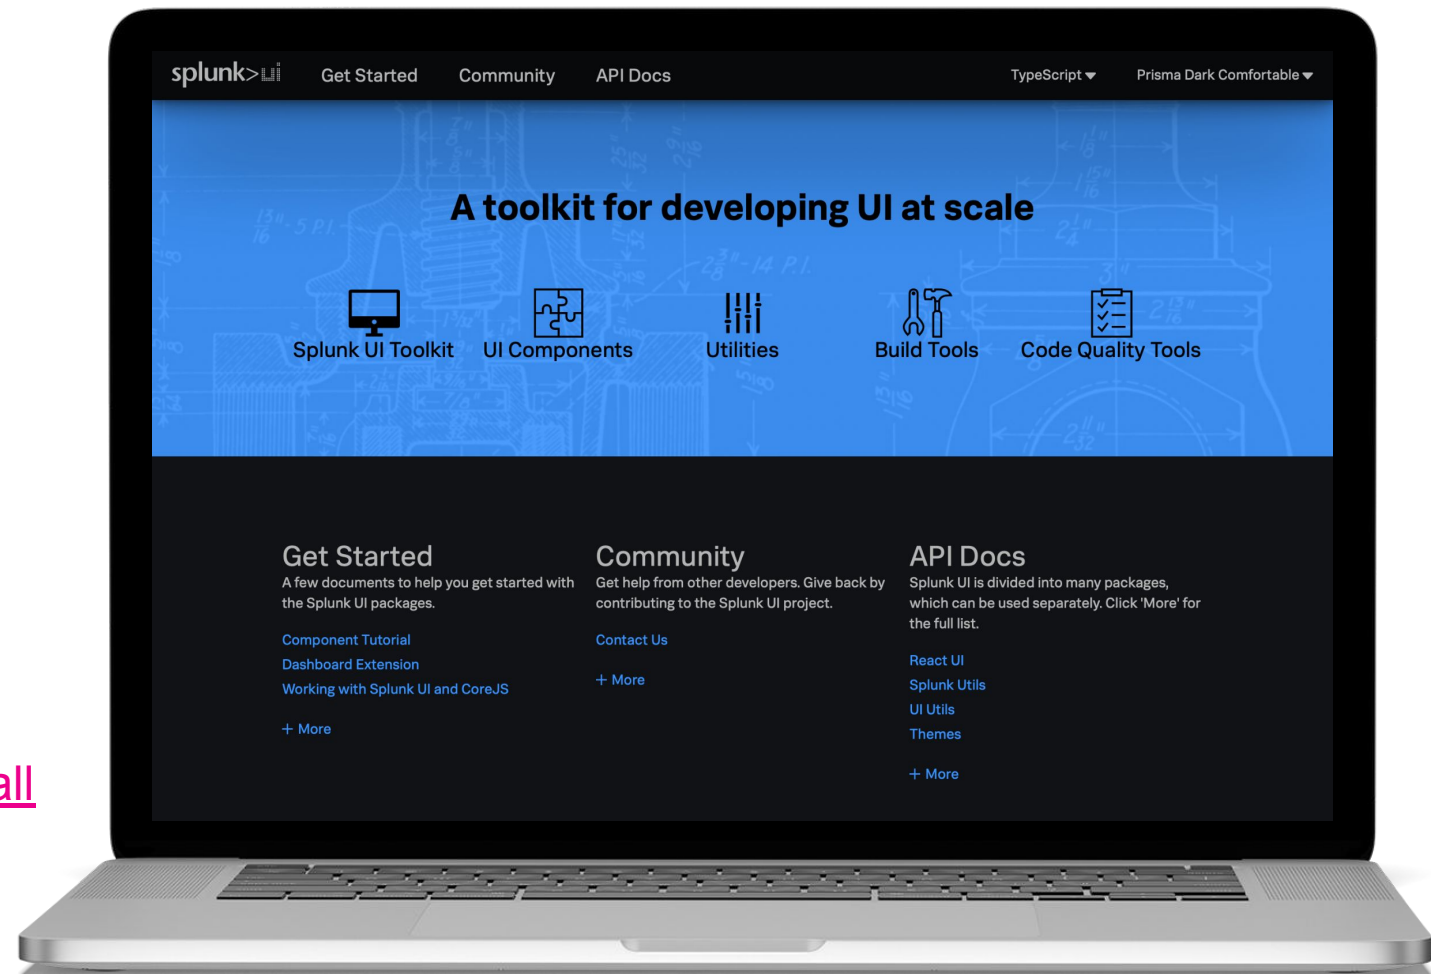 splunk>ui Get Started Community API Docs TypeScript Prisma Dark Comfortable
A toolkit for developing UI at scale
Splunk UI Toolkit UI Components Utilities Build Tools Code Quality Tools
Get Started
A few documents to help you get started with
the Splunk UI packages.
Component Tutorial
Dashboard Extension
Working with Splunk UI and CoreJS
+ More
Community
Get help from other developers. Give back by
contributing to the Splunk UI project.
Contact Us
+ More
API Docs
Splunk UI is divided into many packages,
which can be used separately. Click 'More' for
the full list.
React UI
Splunk Utils
UI Utils
Themes
+ More
all